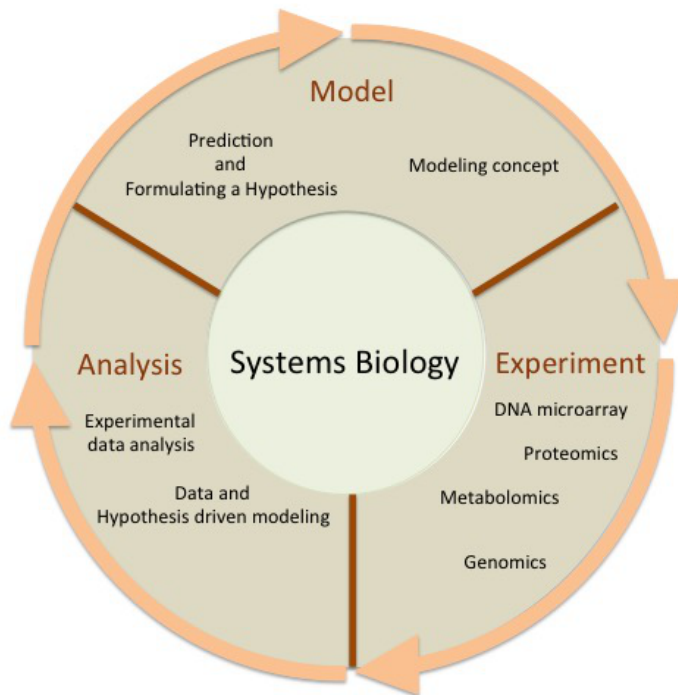 Model
Prediction
and
Formulating a Hypothesis
Modeling concept
Systems Biology
Analysis
Experimental
data analysis
Data and
Hypothesis driven modeling
Experiment
DNA microarray
Proteomics
Metabolomics
Genomics